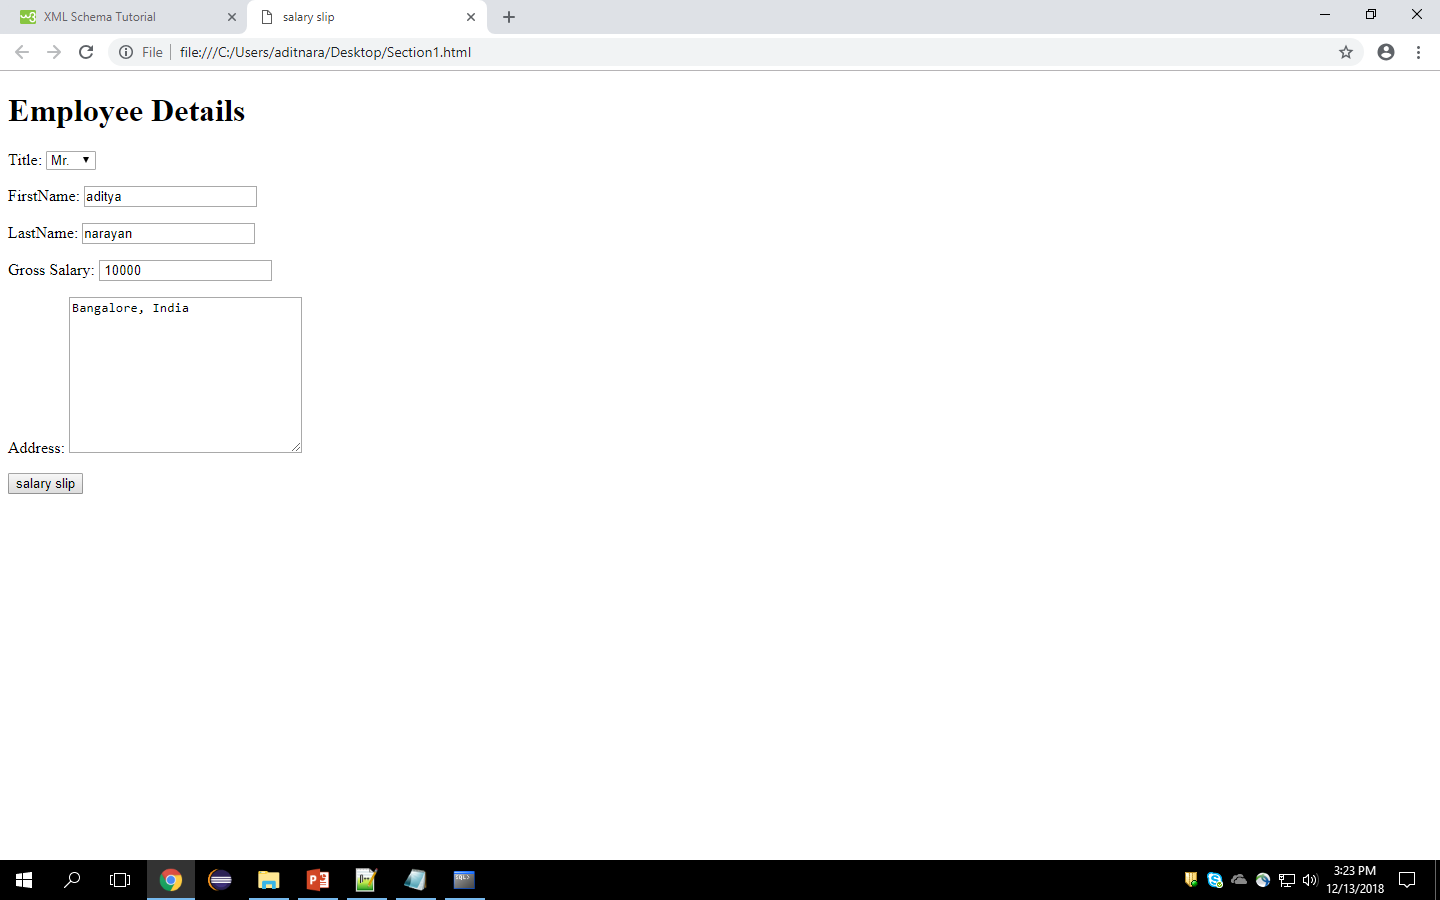 XML Schema Tutorial
salary slip
File file:///C:/Users/aditnara/Desktop/Section1.html
Employee Details
Title: Mr.
FirstName: aditya
LastName: narayan
Gross Salary: 10000
Bangalore, India
Address:
salary slip
3:23 PM
12/13/2018